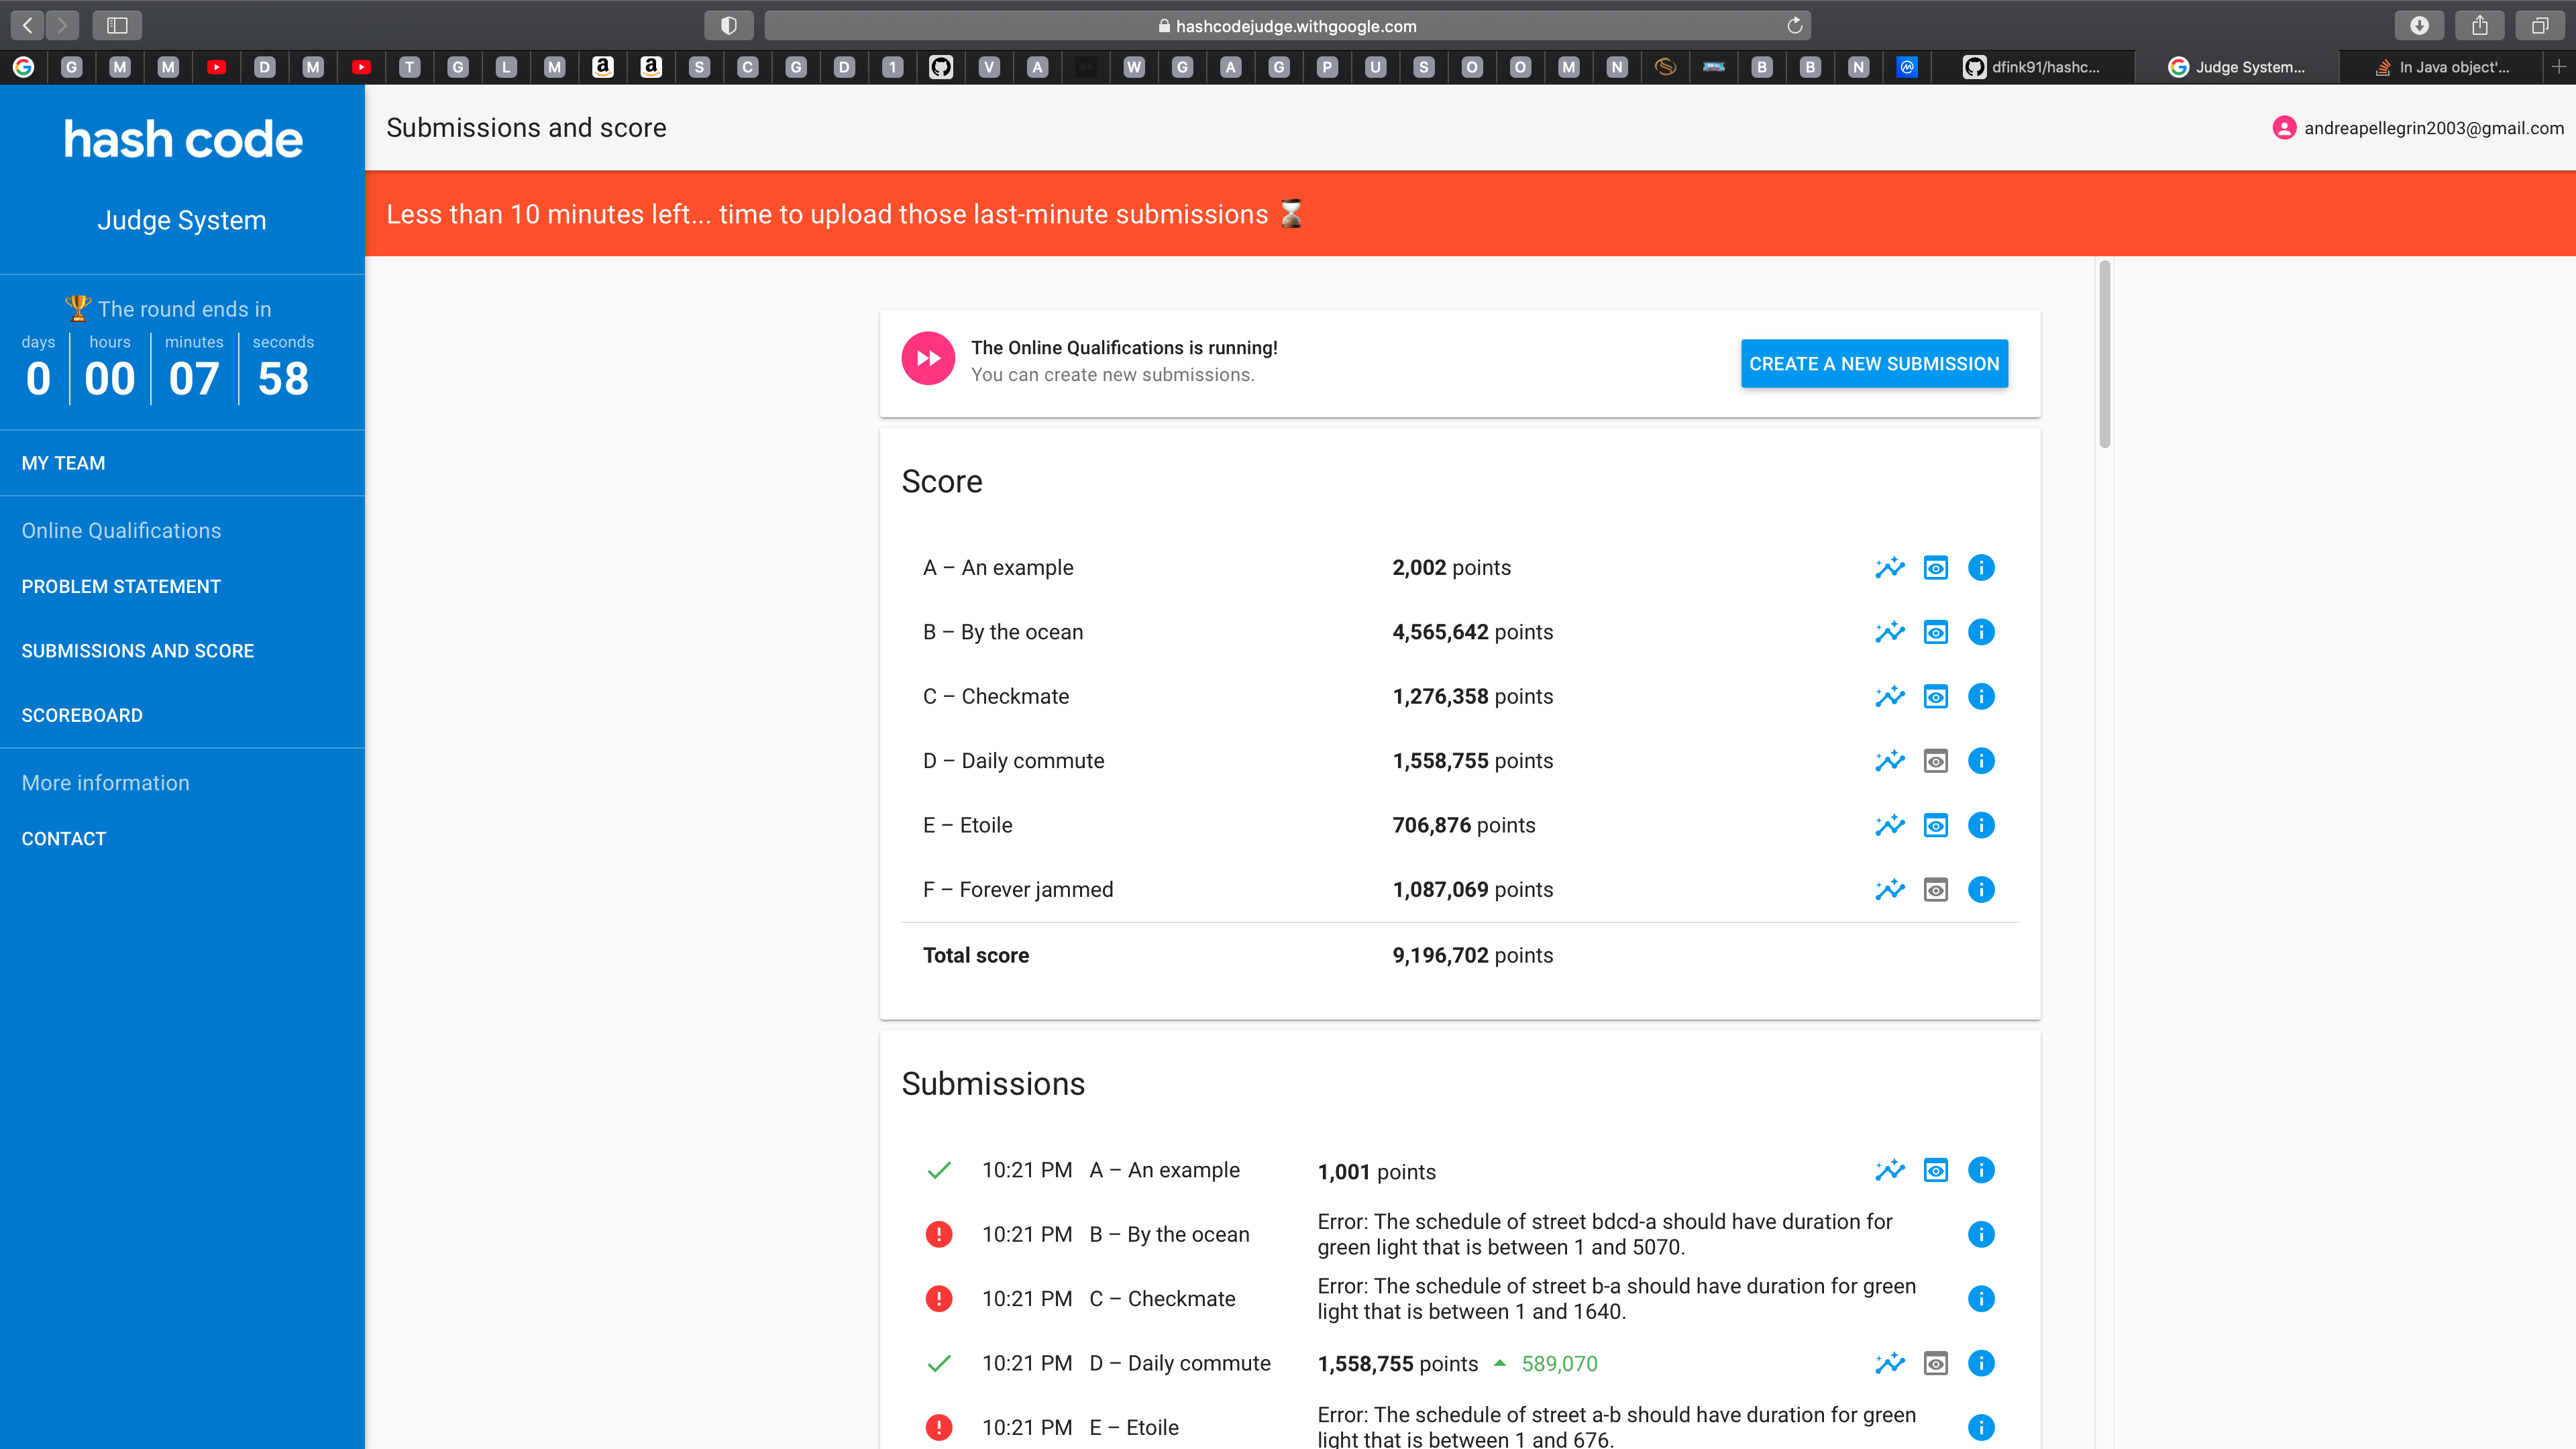 hashcodejudge.withgoogle.com
G M M D M T G L M a a S C G D 1 V A W G A G P U S O O M N B B N dfink91/hashc... Judge System... In Java object'...
hash code
Judge System
Submissions and score
andreapellegrin2003@gmail.com
Less than 10 minutes left... time to upload those last-minute submissions ⏳
🏆 The round ends in
days hours minutes seconds
0 00 07 58
MY TEAM
Online Qualifications
PROBLEM STATEMENT
SUBMISSIONS AND SCORE
SCOREBOARD
More information
CONTACT
The Online Qualifications is running!
You can create new submissions.
CREATE A NEW SUBMISSION
Score
A – An example 2,002 points
B – By the ocean 4,565,642 points
C – Checkmate 1,276,358 points
D – Daily commute 1,558,755 points
E – Etoile 706,876 points
F – Forever jammed 1,087,069 points
Total score 9,196,702 points
Submissions
10:21 PM A – An example 1,001 points
10:21 PM B – By the ocean Error: The schedule of street bdcd-a should have duration for
green light that is between 1 and 5070.
10:21 PM C – Checkmate Error: The schedule of street b-a should have duration for green
light that is between 1 and 1640.
10:21 PM D – Daily commute 1,558,755 points 589,070
10:21 PM E – Etoile Error: The schedule of street a-b should have duration for green
light that is between 1 and 676.